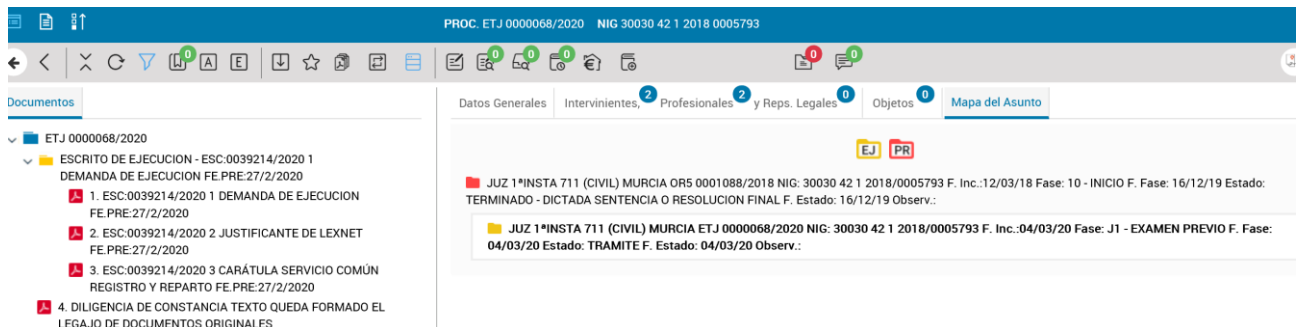 PROC. ETJ 0000068/2020 NIG 30030 42 1 2018 0005793
0
A
E
0
0
0
0
0
Documentos
ETJ 0000068/2020
ESCRITO DE EJECUCION - ESC:0039214/2020 1
DEMANDA DE EJECUCION FE.PRE:27/2/2020
1. ESC:0039214/2020 1 DEMANDA DE EJECUCION
FE.PRE:27/2/2020
2. ESC:0039214/2020 2 JUSTIFICANTE DE LEXNET
FE.PRE:27/2/2020
3. ESC:0039214/2020 3 CARÁTULA SERVICIO COMÚN
REGISTRO Y REPARTO FE.PRE:27/2/2020
4. DILIGENCIA DE CONSTANCIA TEXTO QUEDA FORMADO EL
LEGAJO DE DOCUMENTOS ORIGINALES
Datos Generales Intervinientes, 2 Profesionales 2 y Reps. Legales 0 Objetos 0 Mapa del Asunto
EJ PR
JUZ 1ªINSTA 711 (CIVIL) MURCIA OR5 0001088/2018 NIG: 30030 42 1 2018/0005793 F. Inc.:12/03/18 Fase: 10 - INICIO F. Fase: 16/12/19 Estado:
TERMINADO - DICTADA SENTENCIA O RESOLUCION FINAL F. Estado: 16/12/19 Observ.:
JUZ 1ªINSTA 711 (CIVIL) MURCIA ETJ 0000068/2020 NIG: 30030 42 1 2018/0005793 F. Inc.:04/03/20 Fase: J1 - EXAMEN PREVIO F. Fase:
04/03/20 Estado: TRAMITE F. Estado: 04/03/20 Observ.: